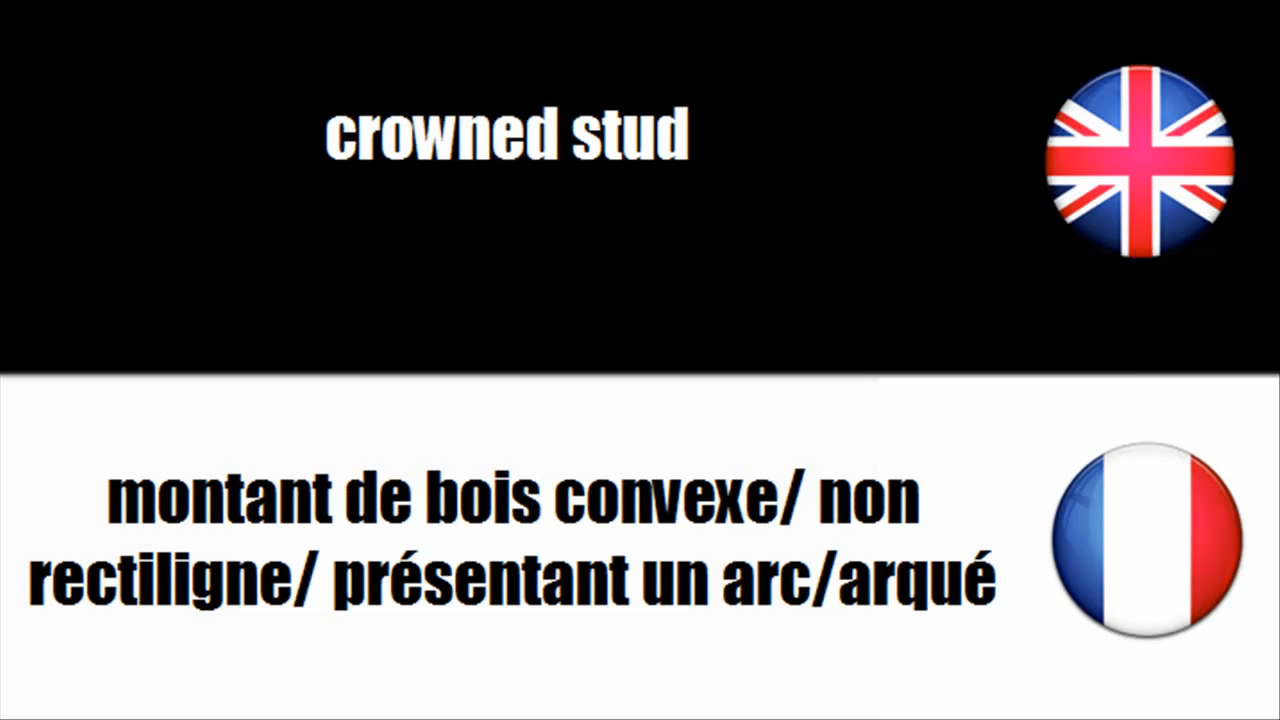 crowned stud
montant de bois convexe/ non
rectiligne/ présentant un arc/arqué